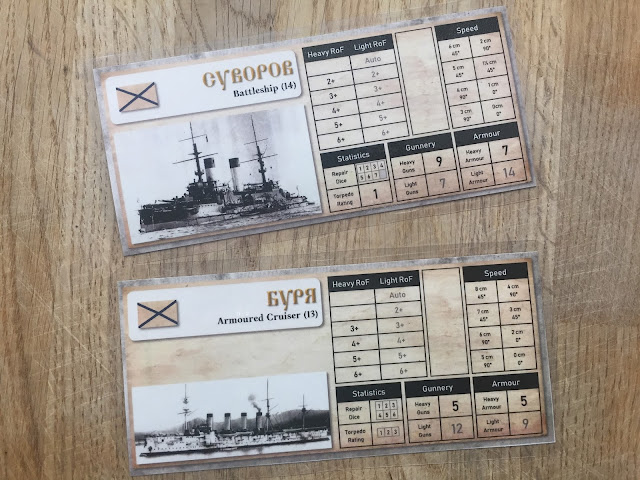 СУВОРОВ
Battleship (14)
Heavy RoF Light RoF
Auto
2+ 2+
3+ 3+
4+ 4+
5+ 5+
6+ 6+
Speed
6 cm 2 cm
45° 90°
5 cm 1½ cm
45° 45°
1 cm
90° 0°
3 cm 0cm
90° 0°
Statistics
Repair Dice 1 2 3 4
5 6 7
Torpedo Rating 1
Gunnery
Heavy Guns 9
Light Guns 7
Armour
Heavy Armour 7
Light Armour 14
БУРЯ
Armoured Cruiser (13)
Heavy RoF Light RoF
Auto
2+
3+ 3+
4+ 4+
5+ 5+
6+ 6+
Speed
8 cm 4 cm
45° 90°
7 cm 3 cm
45° 45°
6 cm 2 cm
90° 0°
5 cm 0 cm
90° 0°
Statistics
Repair Dice 1 2 3
4 5 6
Torpedo Rating 1 2 3
Gunnery
Heavy Guns 5
Light Guns 12
Armour
Heavy Armour 5
Light Armour 9